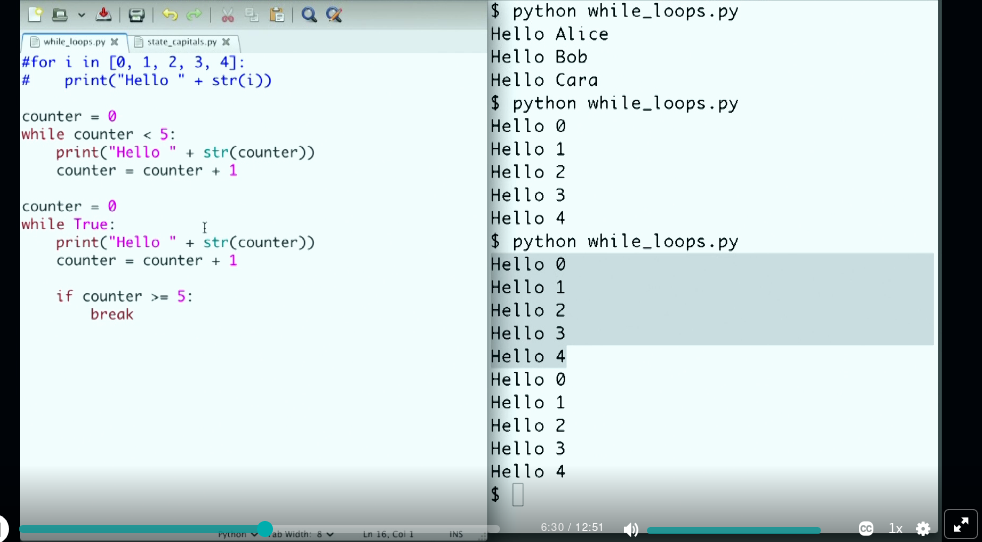 while_loops.py
state_capitals.py
#for i in [0, 1, 2, 3, 4]:
#    print("Hello " + str(i))
counter = 0
while counter < 5:
    print("Hello " + str(counter))
    counter = counter + 1
counter = 0
while True:
    print("Hello " + str(counter))
    counter = counter + 1
    if counter >= 5:
        break
Python
Tab Width: 8
Ln 16, Col 1
INS
$ python while_loops.py
Hello Alice
Hello Bob
Hello Cara
$ python while_loops.py
Hello 0
Hello 1
Hello 2
Hello 3
Hello 4
$ python while_loops.py
Hello 0
Hello 1
Hello 2
Hello 3
Hello 4
Hello 0
Hello 1
Hello 2
Hello 3
Hello 4
$
6:30 / 12:51
CC
1x